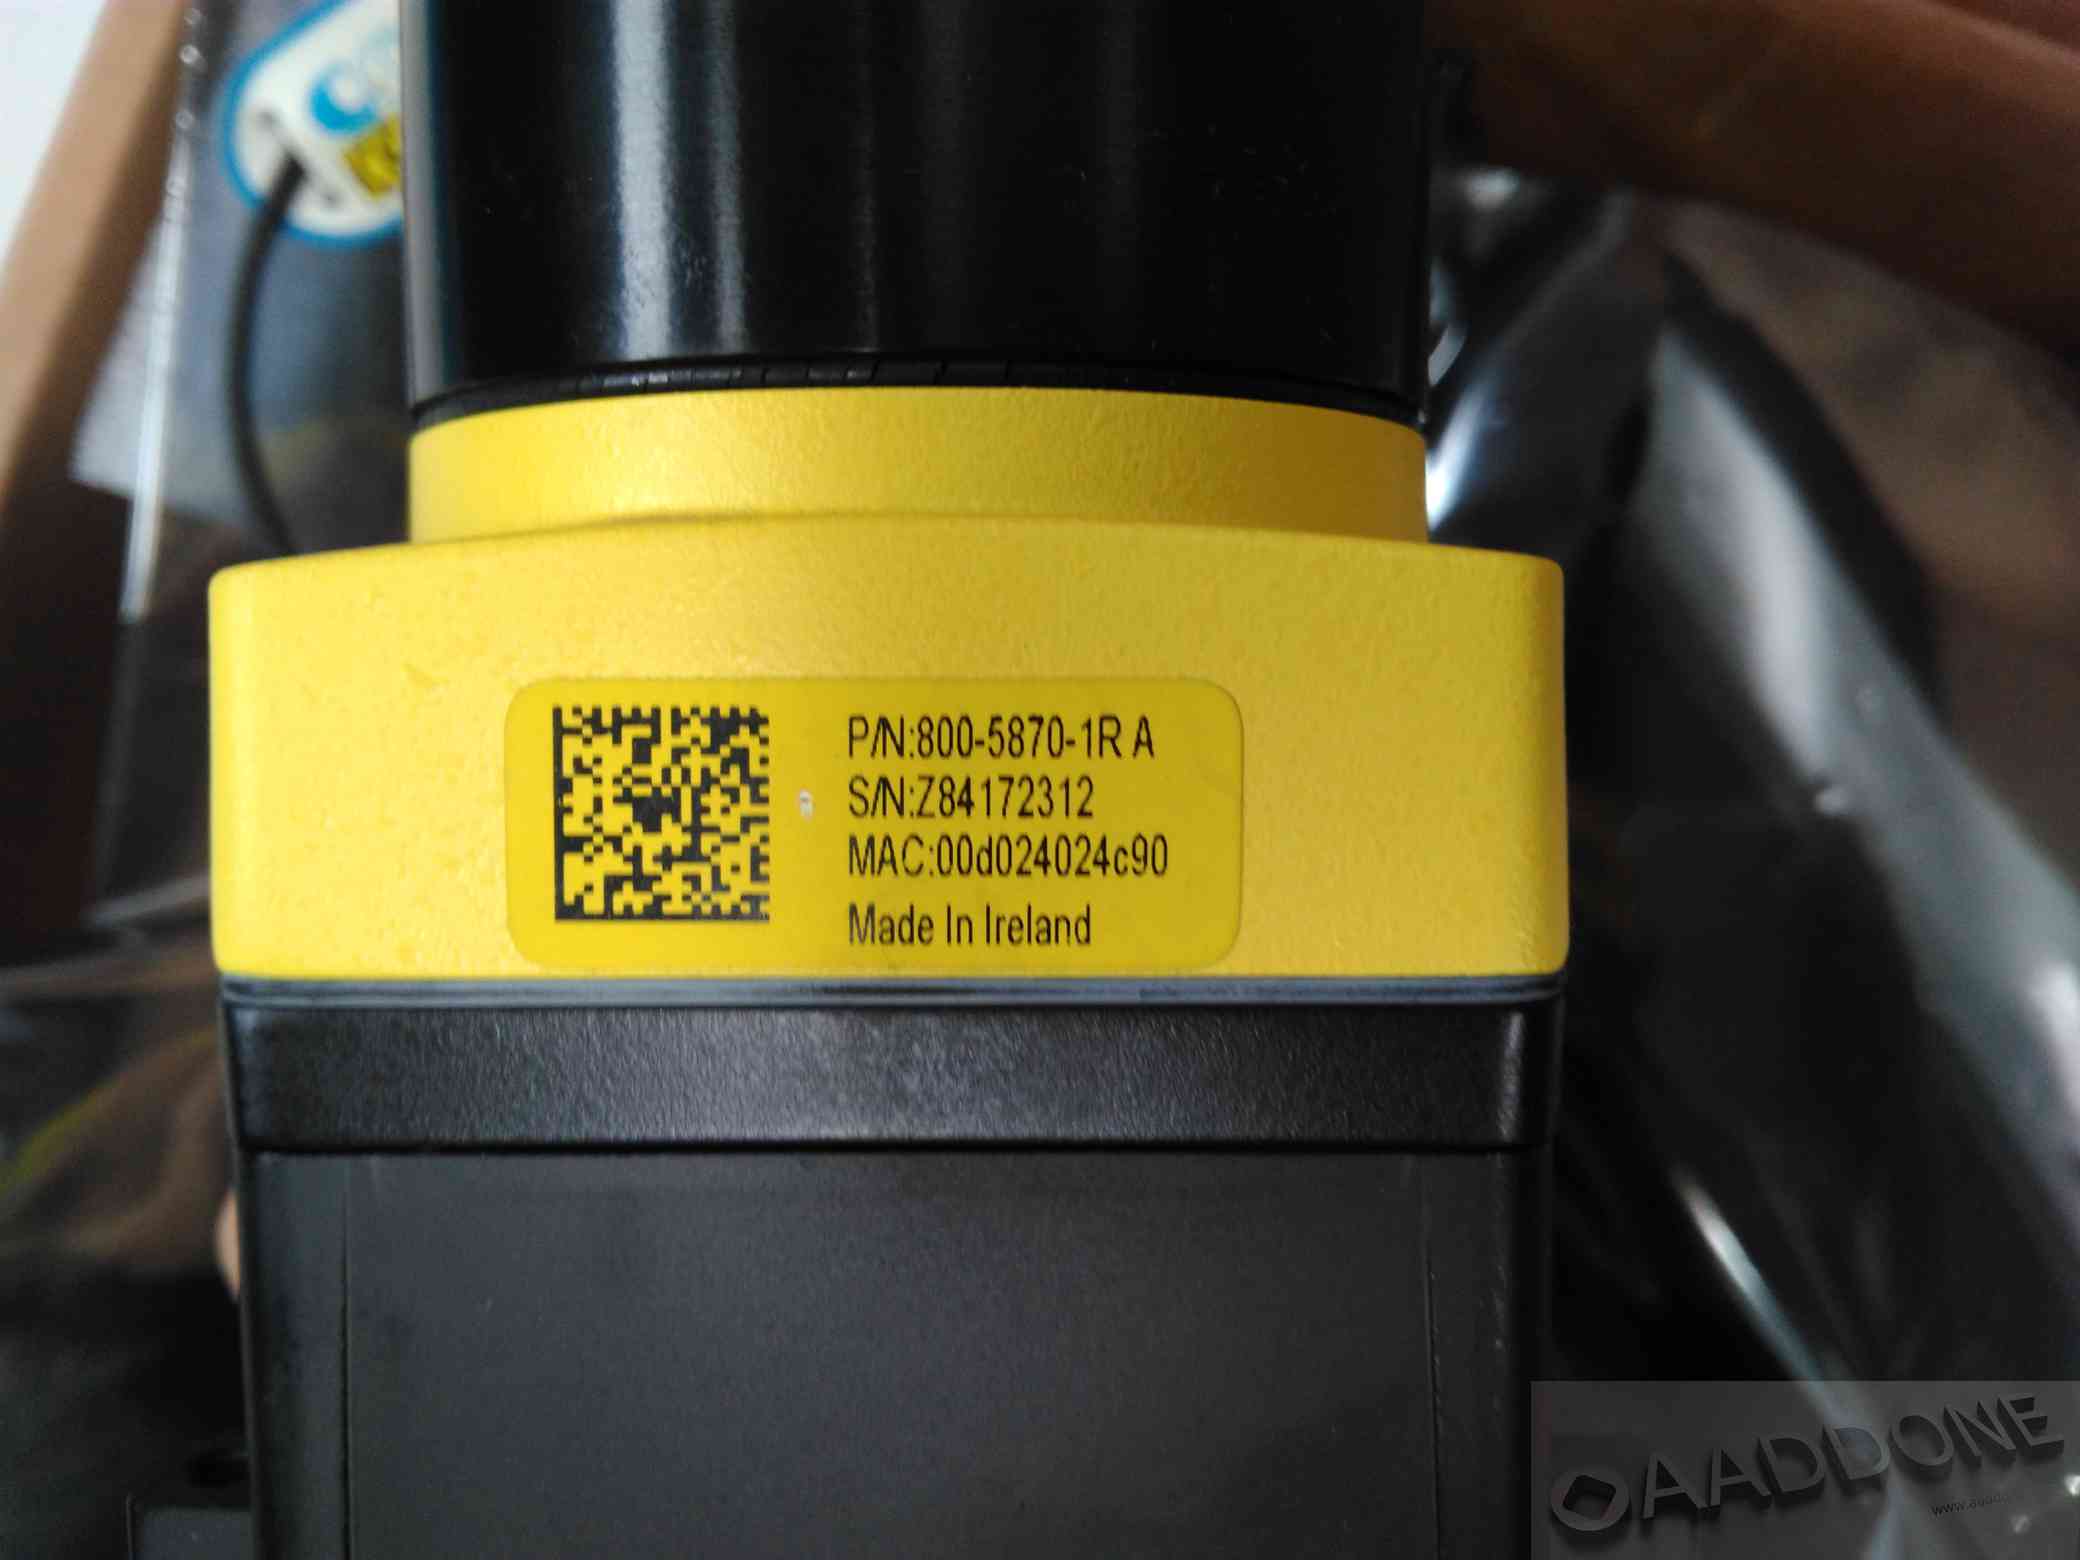 P/N:800-5870-1R A
S/N:Z84172312
MAC:00d024024c90
Made In Ireland
AADDONE